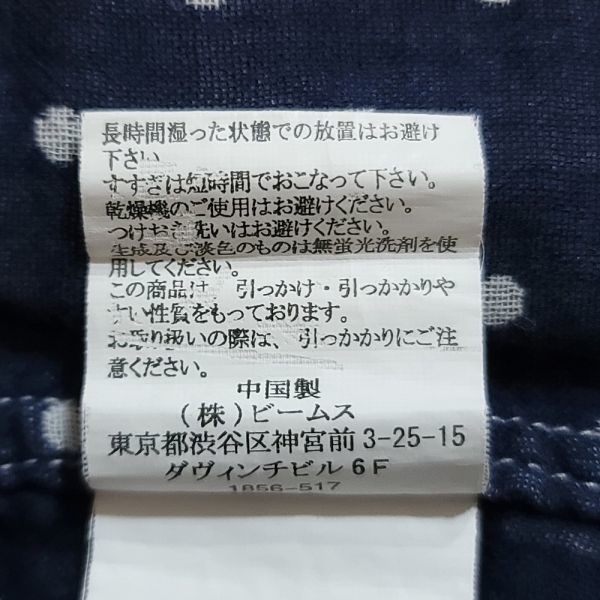 長時間湿った状態での放置はお避け
下さい
すすぎは短時間でおこなって下さい。
乾燥機のご使用はお避けください。
つけおき洗いはお避けください。
生成及び淡色のものは無蛍光洗剤を使
用してください。
この商品は、引っかけ・引っかかりや
すい性質をもっております。
お取り扱いの際は、引っかかりにご注
意ください。
中国製
(株)ビームス
東京都渋谷区神宮前3-25-15
ダヴィンチビル6F
1856-517